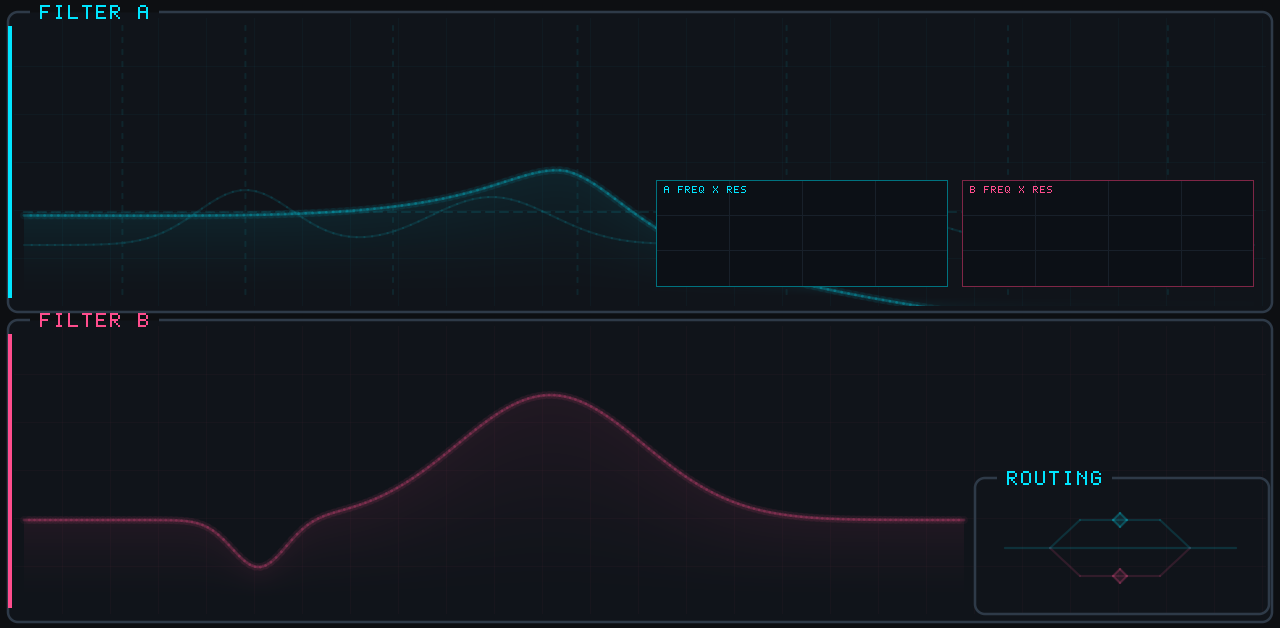 FILTER A
A FREQ X RES
B FREQ X RES
FILTER B
ROUTING